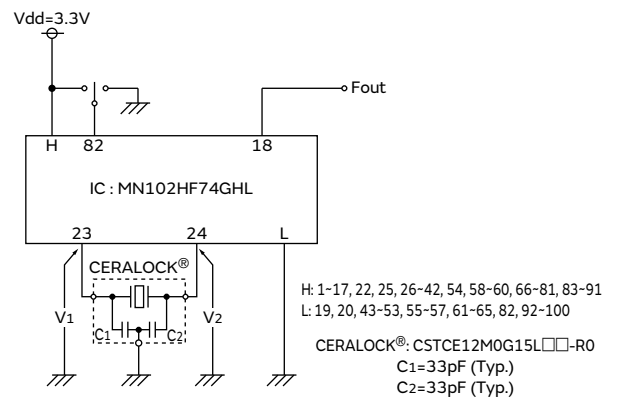 Vdd=3.3V
Fout
H 82 18
IC : MN102HF74GHL
23 24 L
CERALOCK®
V1 C1 C2 V2
H: 1~17, 22, 25, 26~42, 54, 58~60, 66~81, 83~91
L: 19, 20, 43~53, 55~57, 61~65, 82, 92~100
CERALOCK®: CSTCE12M0G15L□□-R0
C1=33pF (Typ.)
C2=33pF (Typ.)